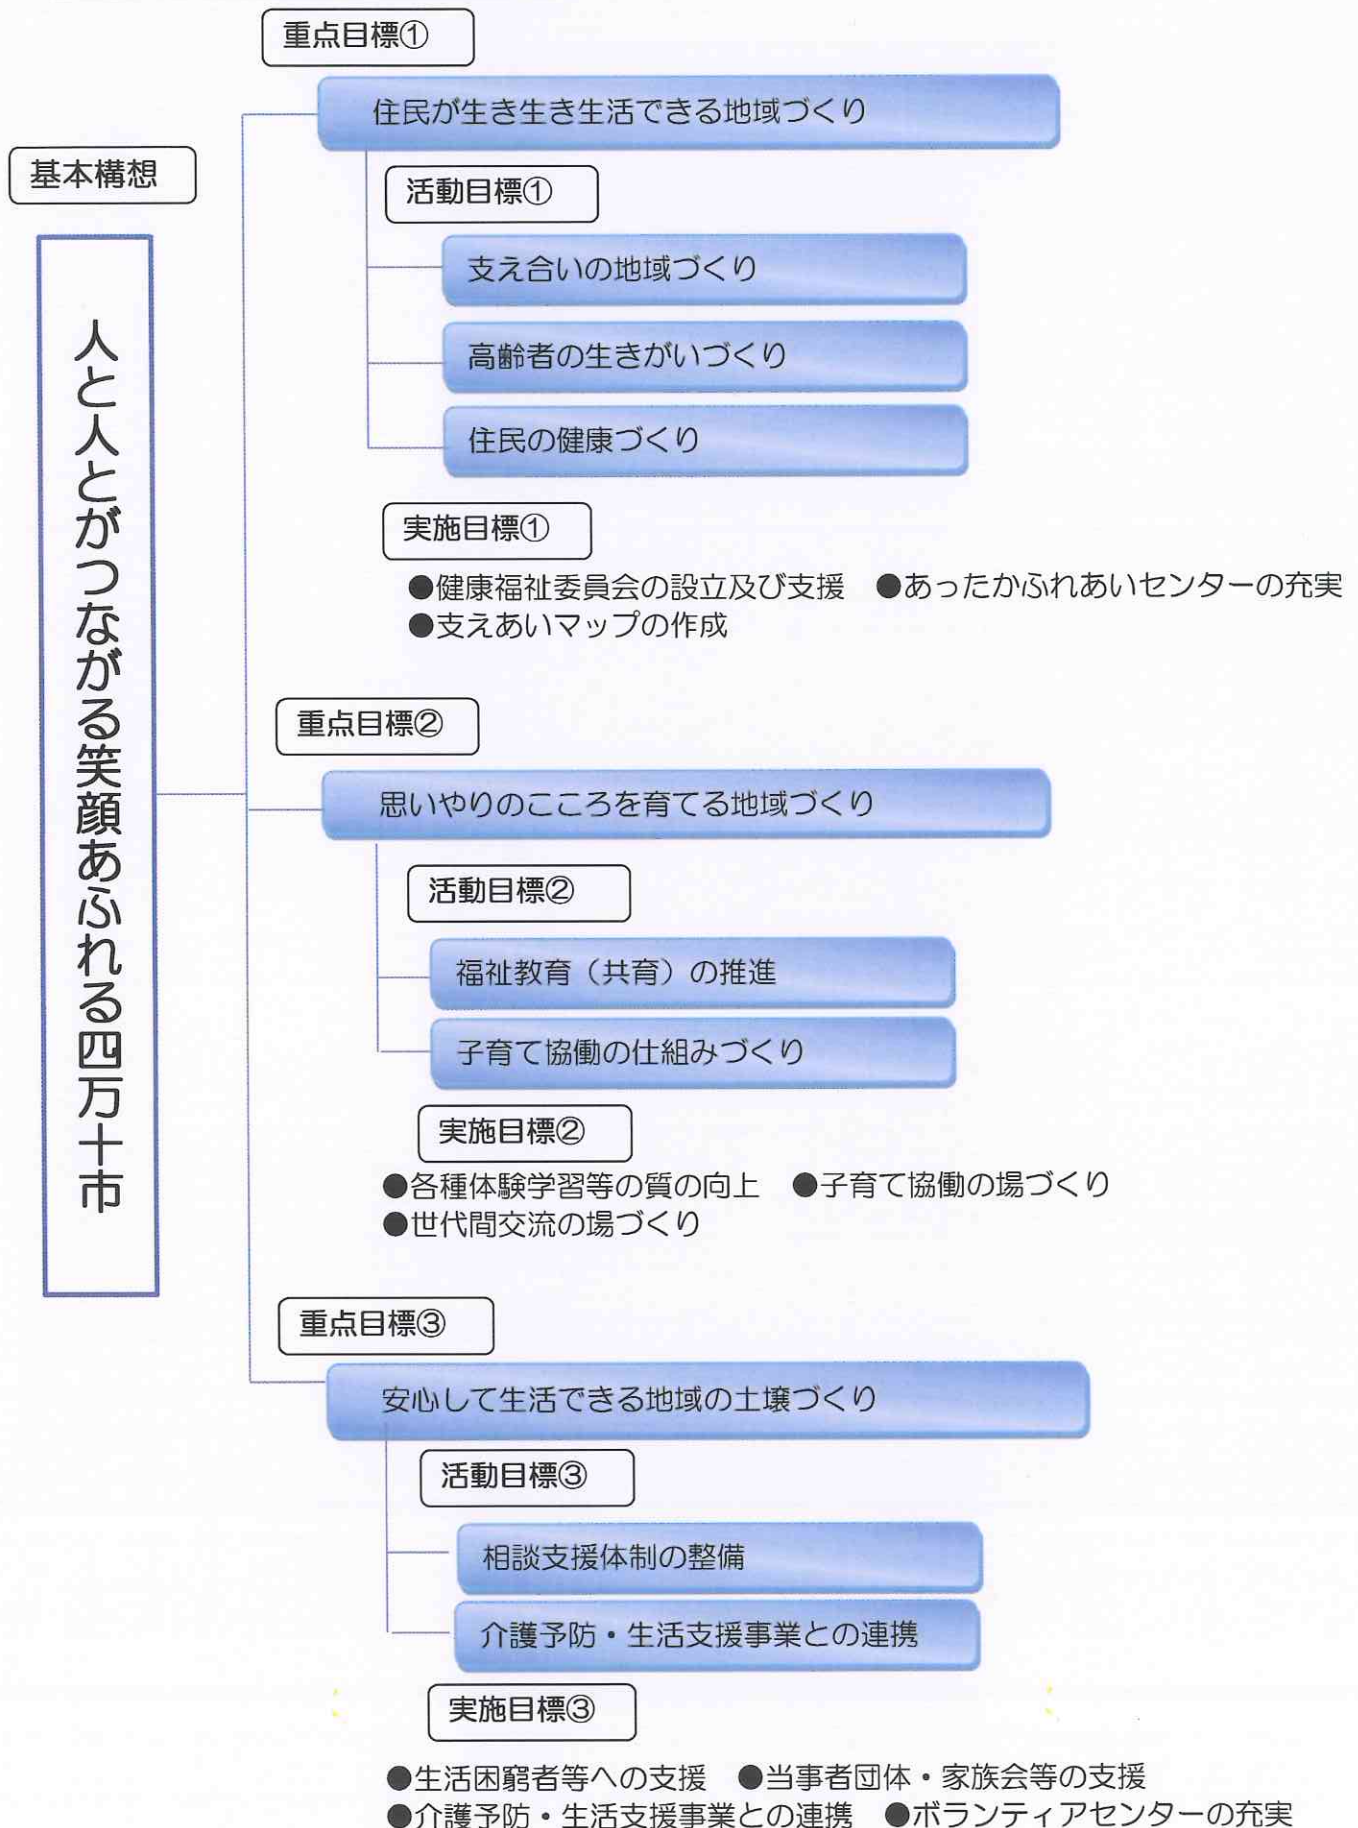 基本構想
人と人とがつながる笑顔あふれる四万十市
重点目標①
住民が生き生き生活できる地域づくり
活動目標①
支え合いの地域づくり
高齢者の生きがいづくり
住民の健康づくり
実施目標①
●健康福祉委員会の設立及び支援 ●あったかふれあいセンターの充実
●支えあいマップの作成
重点目標②
思いやりのこころを育てる地域づくり
活動目標②
福祉教育（共育）の推進
子育て協働の仕組みづくり
実施目標②
●各種体験学習等の質の向上 ●子育て協働の場づくり
●世代間交流の場づくり
重点目標③
安心して生活できる地域の土壌づくり
活動目標③
相談支援体制の整備
介護予防・生活支援事業との連携
実施目標③
●生活困窮者等への支援 ●当事者団体・家族会等の支援
●介護予防・生活支援事業との連携 ●ボランティアセンターの充実